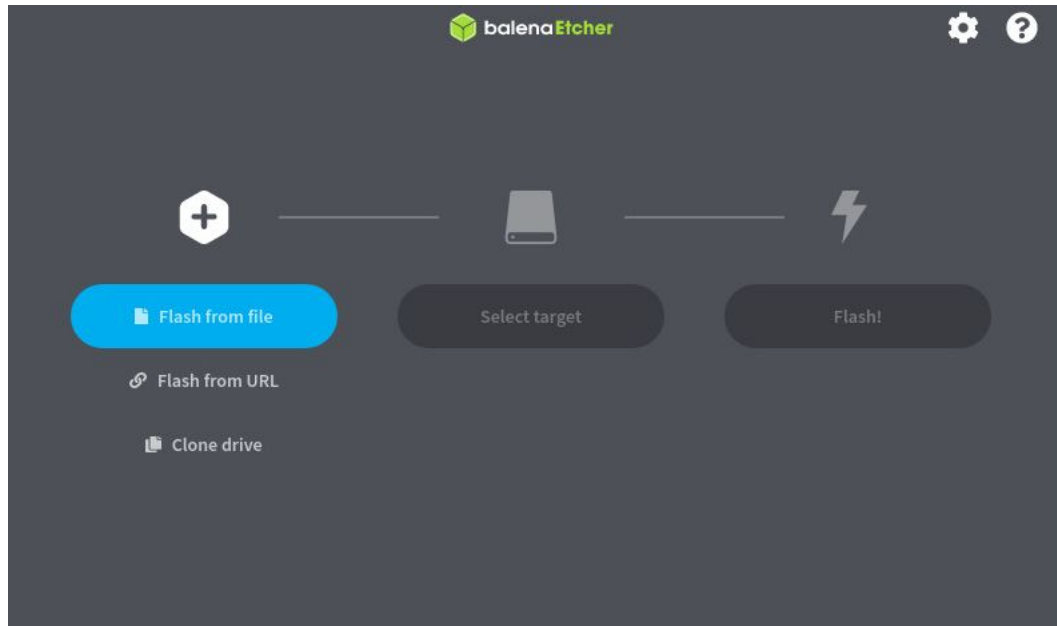 balenaEtcher
Flash from file
Select target
Flash!
Flash from URL
Clone drive